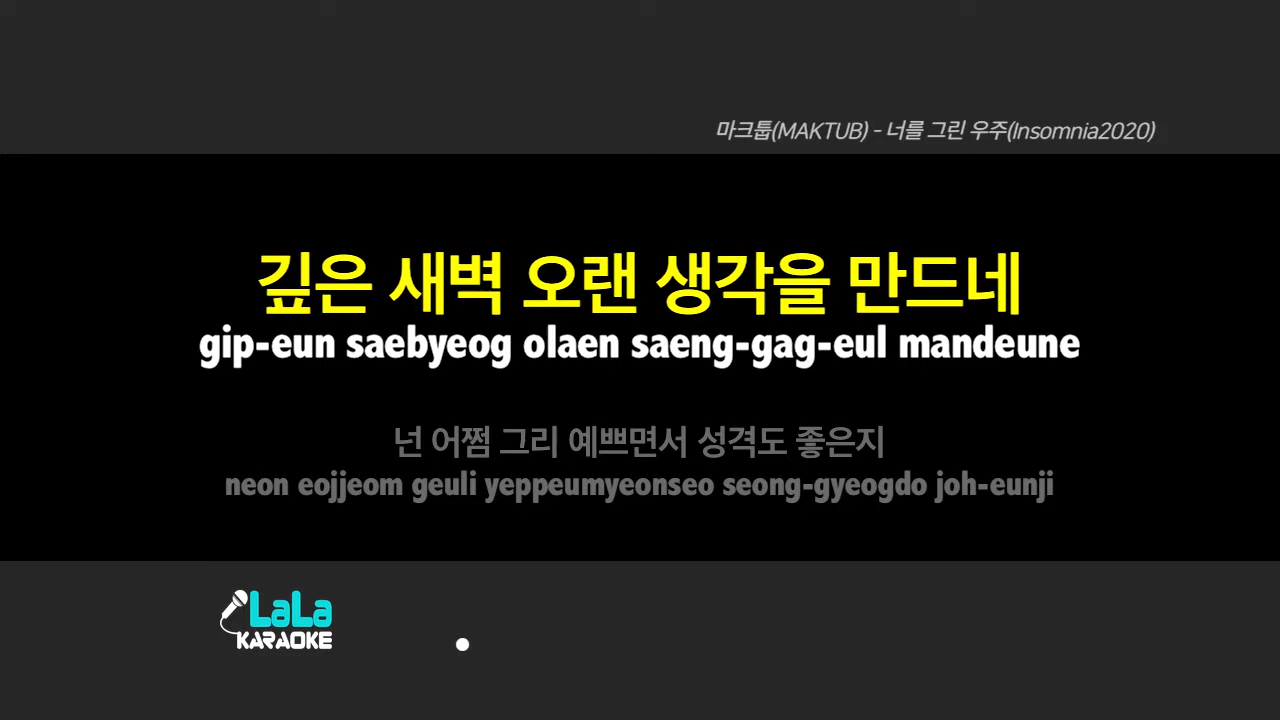 마크툽(MAKTUB) - 너를 그린 우주(Insomnia2020)
깊은 새벽 오랜 생각을 만드네
gip-eun saebyeog olaen saeng-gag-eul mandeune
넌 어쩜 그리 예쁘면서 성격도 좋은지
neon eojjeom geuli yeppeumyeonseo seong-gyeogdo joh-eunji
LaLa
KARAOKE